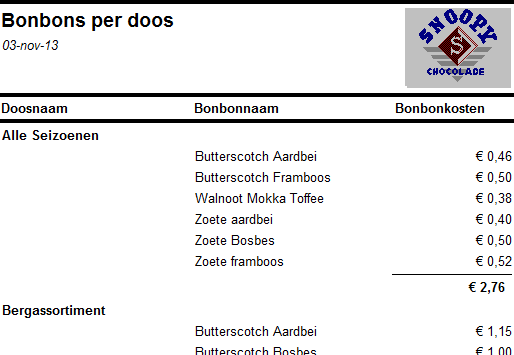 Bonbons per doos
03-nov-13
SNOOPY
S
CHOCOLADE
Doosnaam Bonbonnaam Bonbonkosten
Alle Seizoenen
Butterscotch Aardbei € 0,46
Butterscotch Framboos € 0,50
Walnoot Mokka Toffee € 0,38
Zoete aardbei € 0,40
Zoete Bosbes € 0,50
Zoete framboos € 0,52
€ 2,76
Bergassortiment
Butterscotch Aardbei € 1,15
Butterscotch Bosbes € 1,00